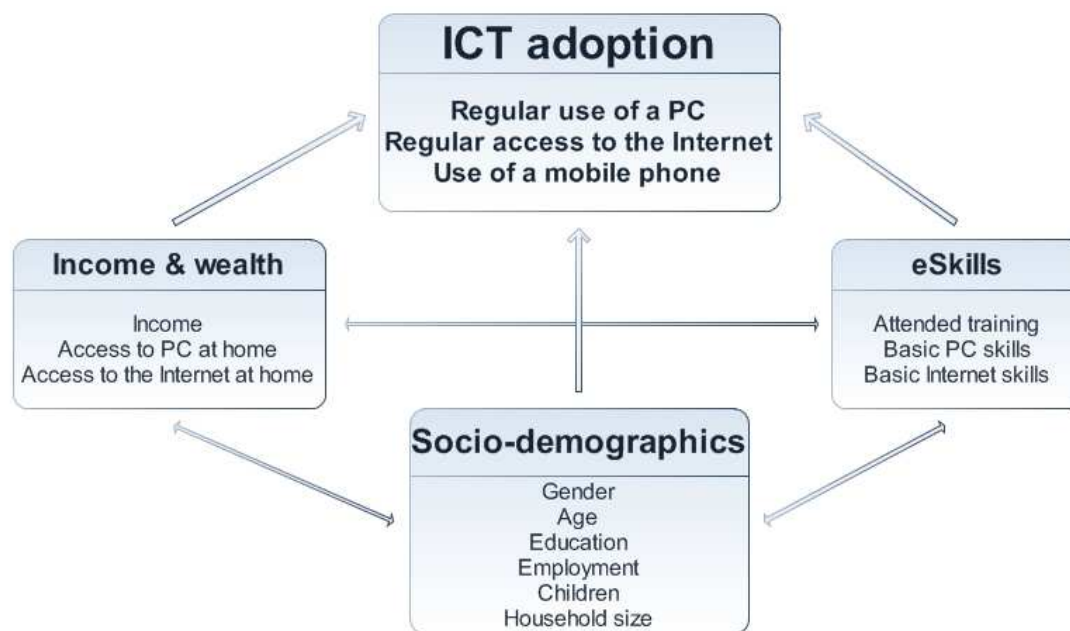 ICT adoption
Regular use of a PC
Regular access to the Internet
Use of a mobile phone
Income & wealth
Income
Access to PC at home
Access to the Internet at home
eSkills
Attended training
Basic PC skills
Basic Internet skills
Socio-demographics
Gender
Age
Education
Employment
Children
Household size